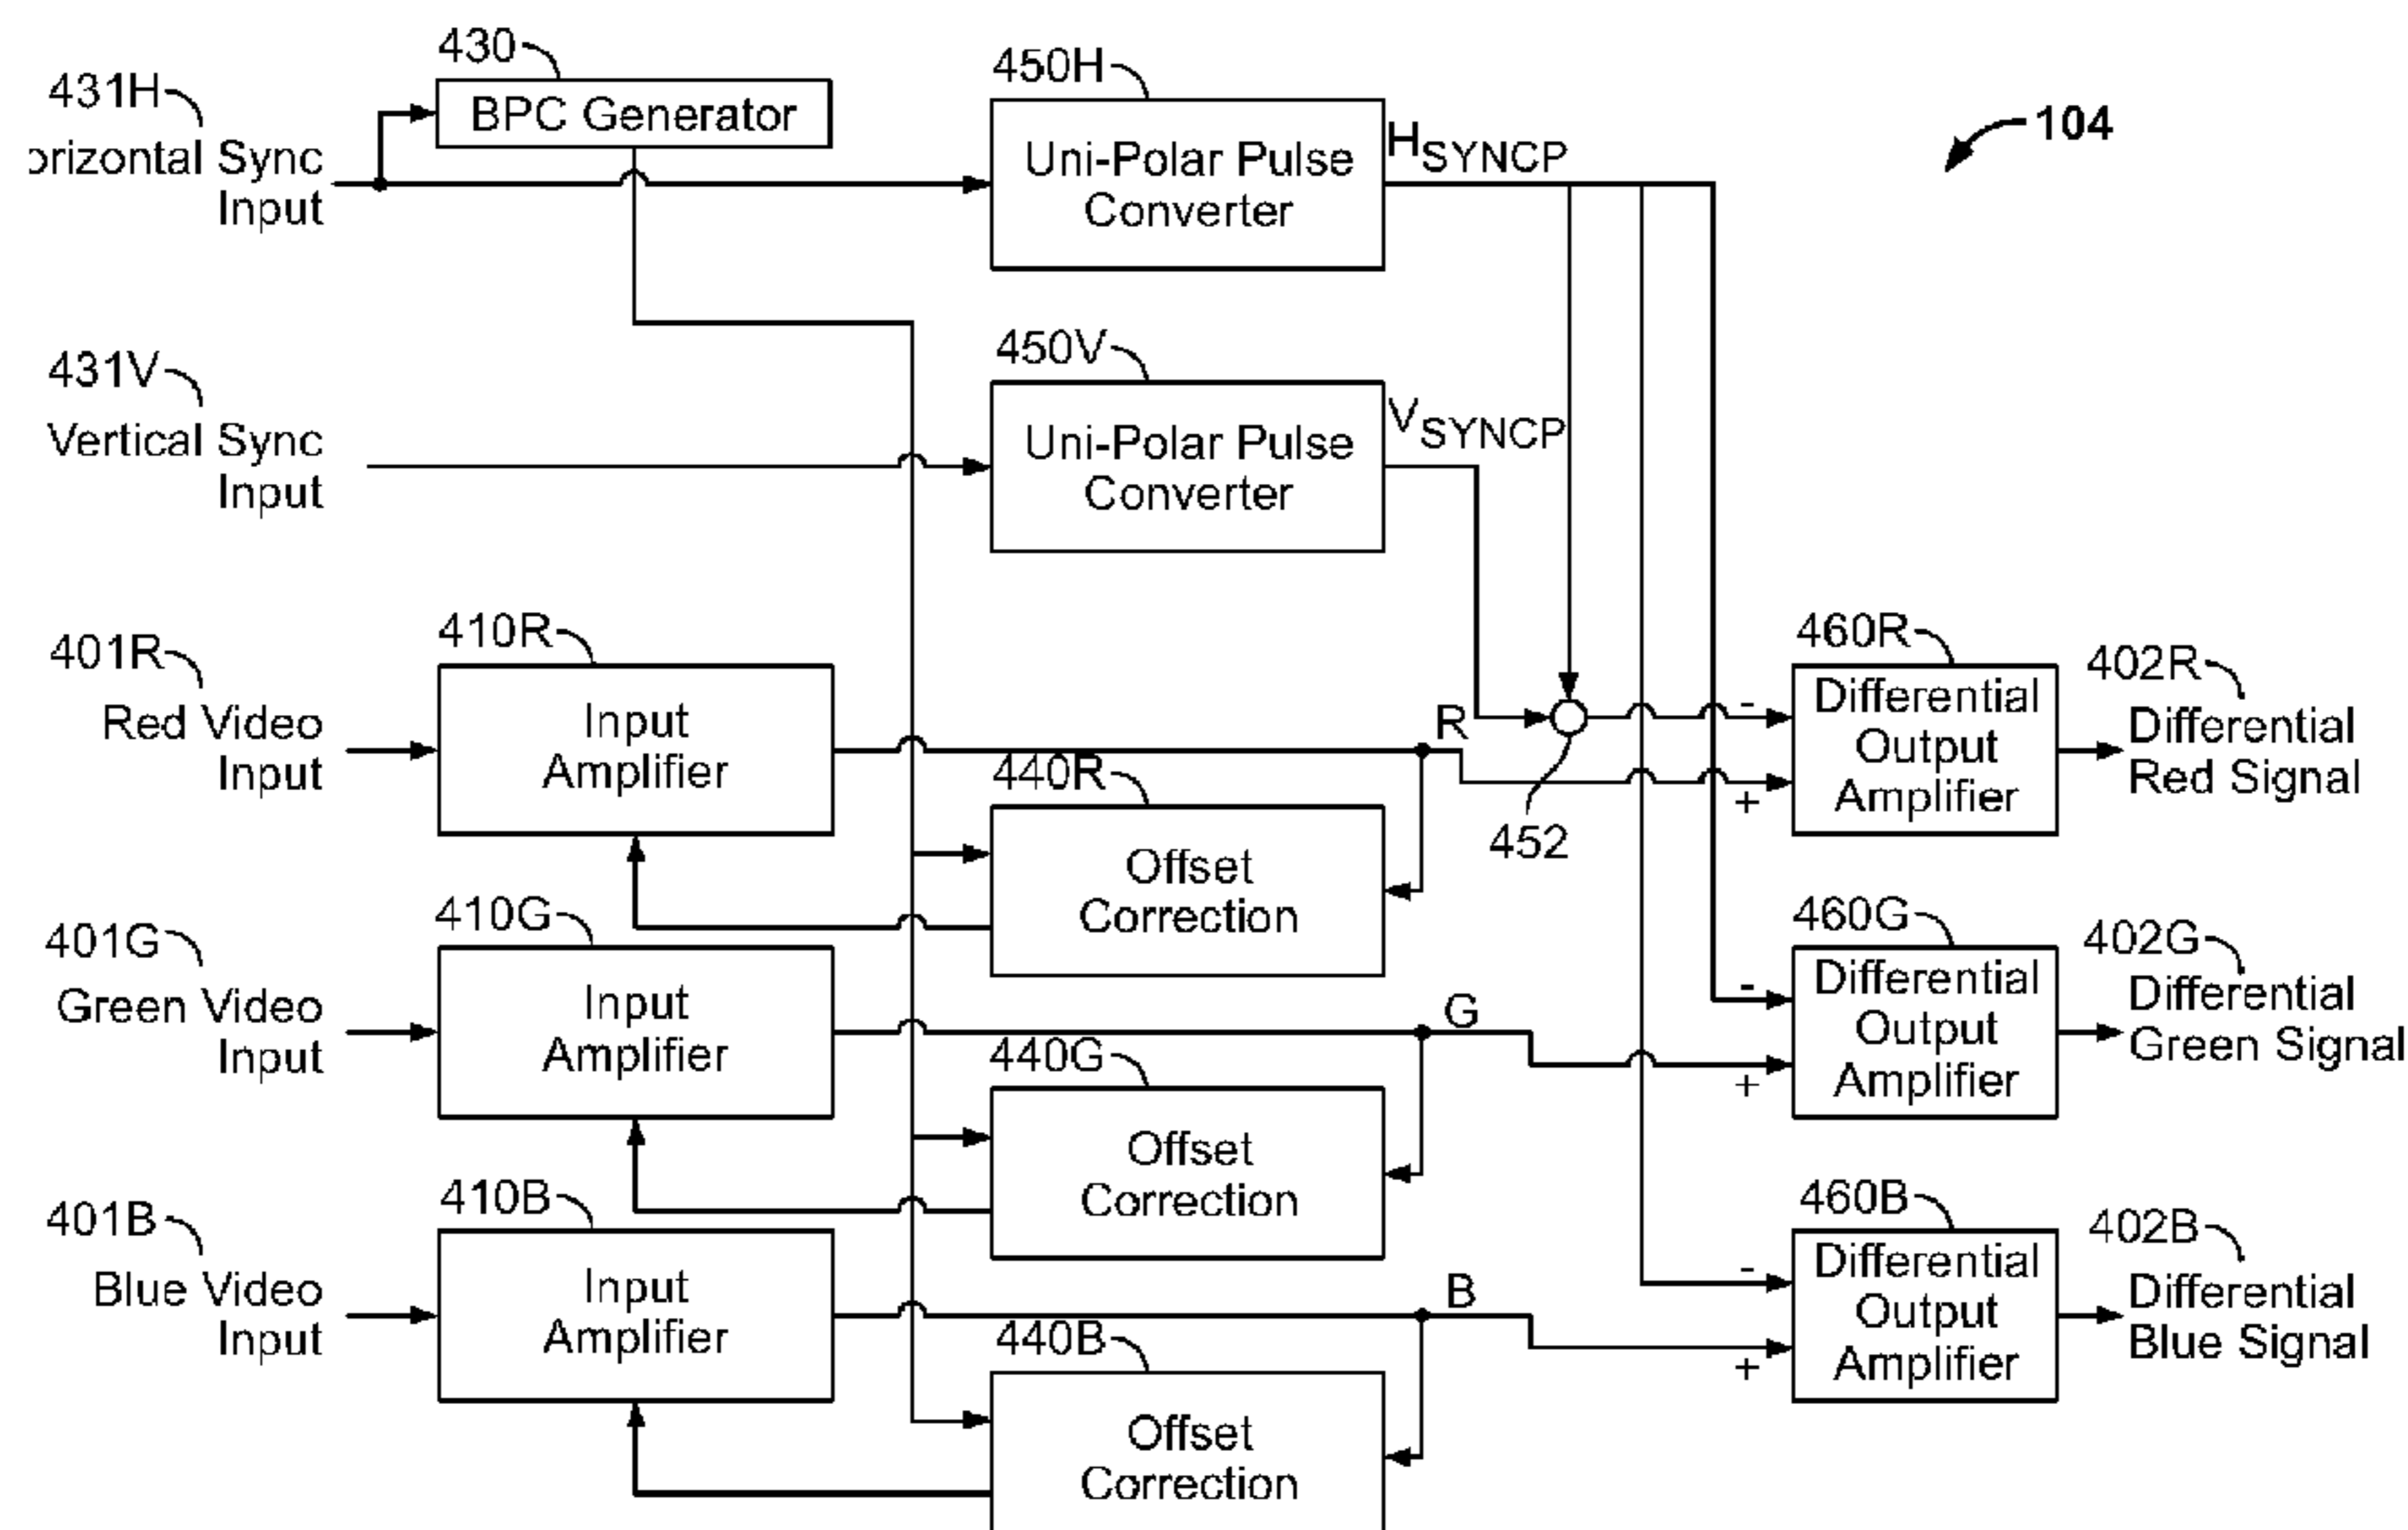 430
BPC Generator
431H
orizontal Sync
Input
450H
Uni-Polar Pulse
Converter
HSYNCP
104
431V
Vertical Sync
Input
450V
Uni-Polar Pulse
Converter
VSYNCP
401R
Red Video
Input
410R
Input
Amplifier
R
440R
Offset
Correction
452
-
+
460R
Differential
Output
Amplifier
402R
Differential
Red Signal
401G
Green Video
Input
410G
Input
Amplifier
G
440G
Offset
Correction
-
+
460G
Differential
Output
Amplifier
402G
Differential
Green Signal
401B
Blue Video
Input
410B
Input
Amplifier
B
440B
Offset
Correction
-
+
460B
Differential
Output
Amplifier
402B
Differential
Blue Signal